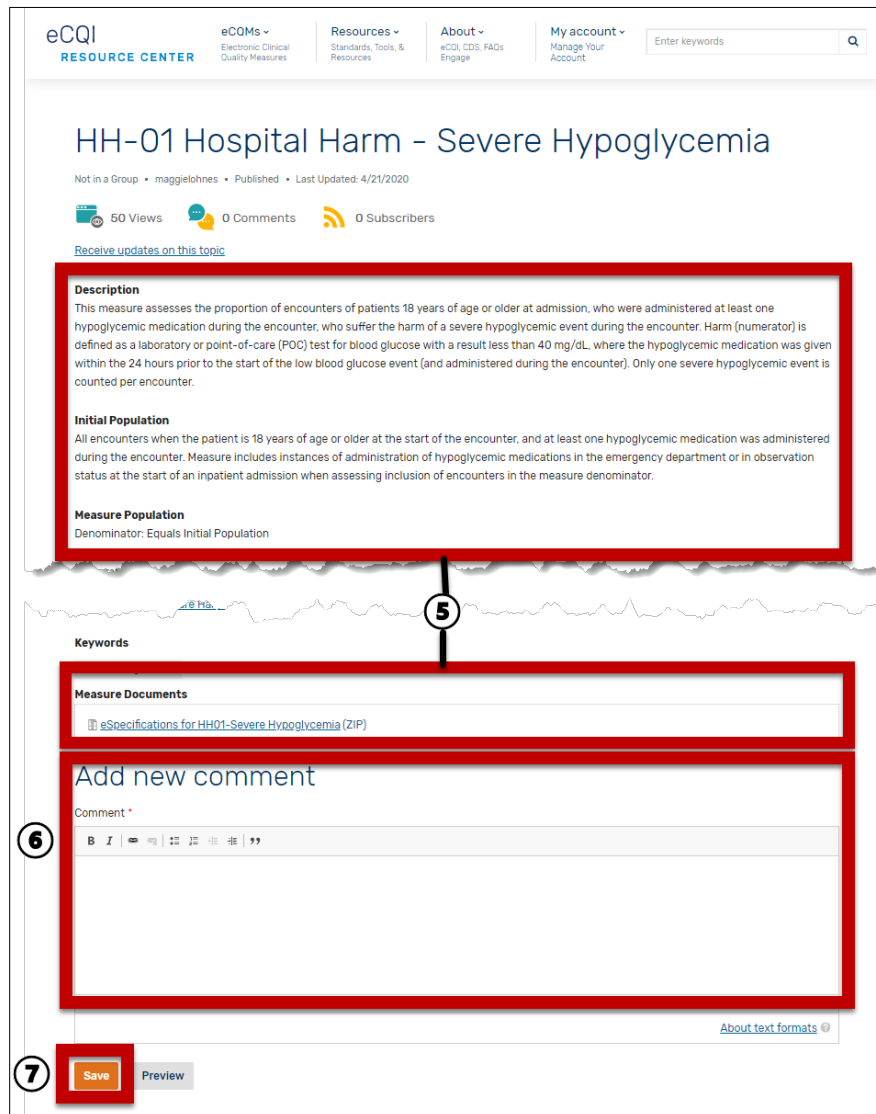 eCQI
RESOURCE CENTER
eCQMs
Electronic Clinical
Quality Measures
Resources
Standards, Tools, &
Resources
About
eCQI, CDS, FAQs
Engage
My account
Manage Your
Account
Enter keywords
HH-01 Hospital Harm - Severe Hypoglycemia
Not in a Group • maggielohnes • Published • Last Updated: 4/21/2020
50 Views
0 Comments
0 Subscribers
Receive updates on this topic
Description
This measure assesses the proportion of encounters of patients 18 years of age or older at admission, who were administered at least one
hypoglycemic medication during the encounter, who suffer the harm of a severe hypoglycemic event during the encounter. Harm (numerator) is
defined as a laboratory or point-of-care (POC) test for blood glucose with a result less than 40 mg/dL, where the hypoglycemic medication was given
within the 24 hours prior to the start of the low blood glucose event (and administered during the encounter). Only one severe hypoglycemic event is
counted per encounter.
Initial Population
All encounters when the patient is 18 years of age or older at the start of the encounter, and at least one hypoglycemic medication was administered
during the encounter. Measure includes instances of administration of hypoglycemic medications in the emergency department or in observation
status at the start of an inpatient admission when assessing inclusion of encounters in the measure denominator.
Measure Population
Denominator: Equals Initial Population
5
Keywords
Measure Documents
eSpecifications for HH01-Severe Hypoglycemia (ZIP)
Add new comment
Comment *
6
B I
About text formats
7
Save
Preview